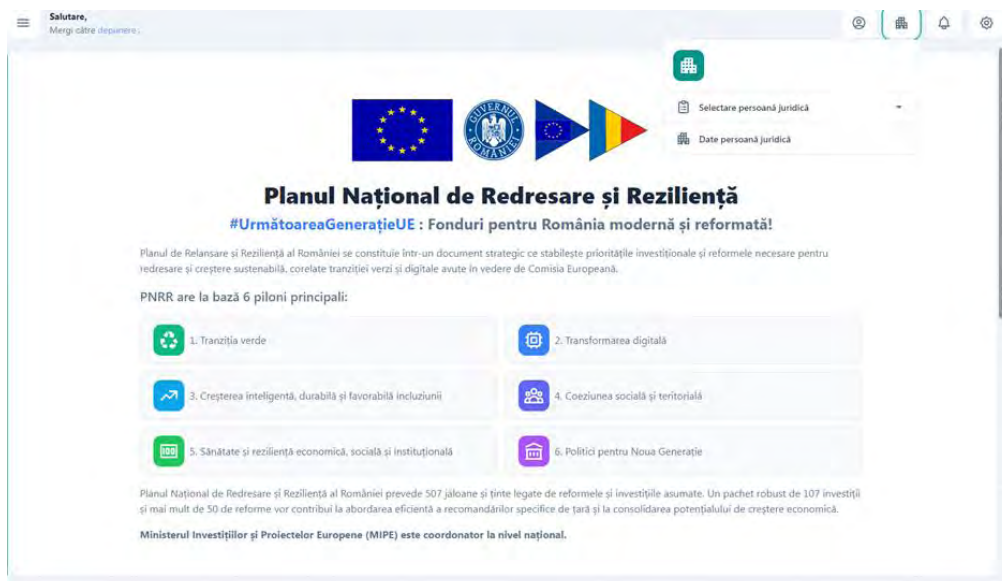 Salutare,
Mergi către depunere .
Selectare persoană juridică
Date persoană juridică
GUVERNUL ROMÂNIEI
Planul Național de Redresare și Reziliență
#UrmătoareaGenerațieUE : Fonduri pentru România modernă și reformată!
Planul de Relansare și Reziliență al României se constituie într-un document strategic ce stabilește prioritățile investiționale și reformele necesare pentru
redresare și creștere sustenabilă, corelate tranziției verzi și digitale avute în vedere de Comisia Europeană.
PNRR are la bază 6 piloni principali:
1. Tranziția verde
2. Transformarea digitală
3. Creșterea inteligentă, durabilă și favorabilă incluziunii
4. Coeziunea socială și teritorială
5. Sănătate și reziliență economică, socială și instituțională
6. Politici pentru Noua Generație
Planul Național de Redresare și Reziliență al României prevede 507 jaloane și ținte legate de reformele și investițiile asumate. Un pachet robust de 107 investiții
și mai mult de 50 de reforme vor contribui la abordarea eficientă a recomandărilor specifice de țară și la consolidarea potențialului de creștere economică.
Ministerul Investițiilor și Proiectelor Europene (MIPE) este coordonator la nivel național.